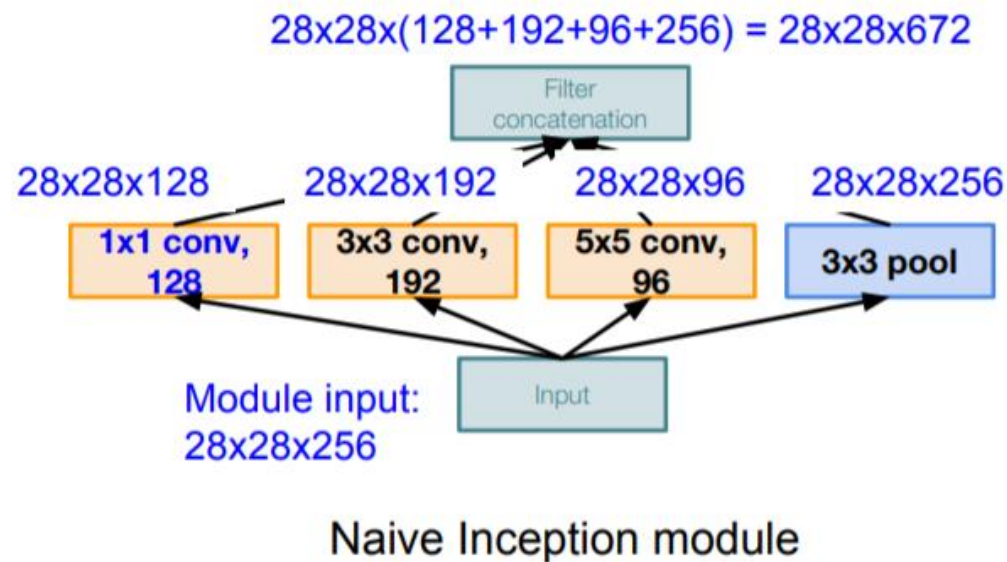 28x28x(128+192+96+256) = 28x28x672
Filter
concatenation
28x28x128
28x28x192
28x28x96
28x28x256
1x1 conv,
128
3x3 conv,
192
5x5 conv,
96
3x3 pool
Module input:
28x28x256
Input
Naive Inception module